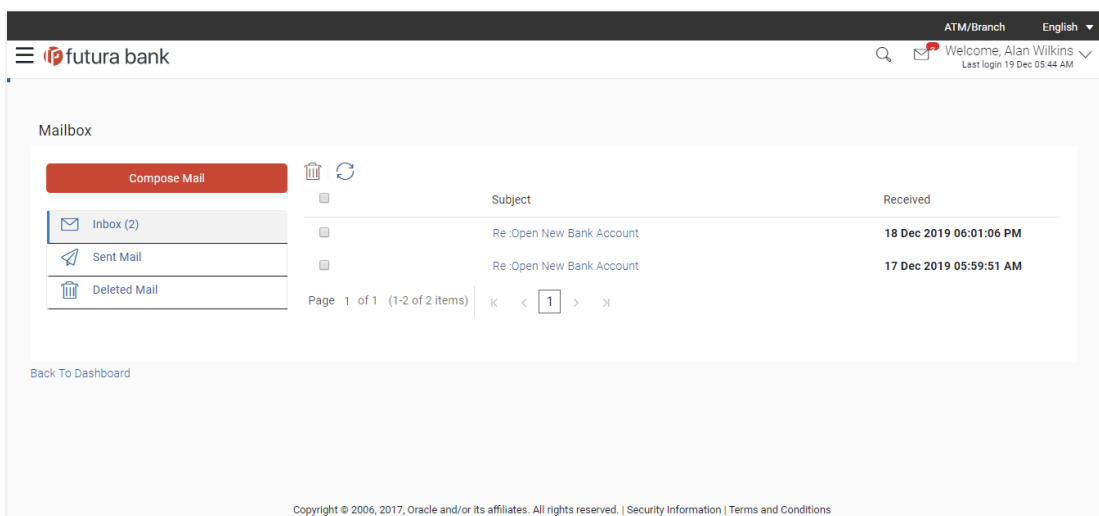 ATM/Branch English
futura bank
Welcome, Alan Wilkins
Last login 19 Dec 05:44 AM
Mailbox
Compose Mail
Inbox (2)
Sent Mail
Deleted Mail
Subject Received
Re :Open New Bank Account 18 Dec 2019 06:01:06 PM
Re :Open New Bank Account 17 Dec 2019 05:59:51 AM
Page 1 of 1 (1-2 of 2 items) 1
Back To Dashboard
Copyright © 2006, 2017, Oracle and/or its affiliates. All rights reserved. | Security Information | Terms and Conditions